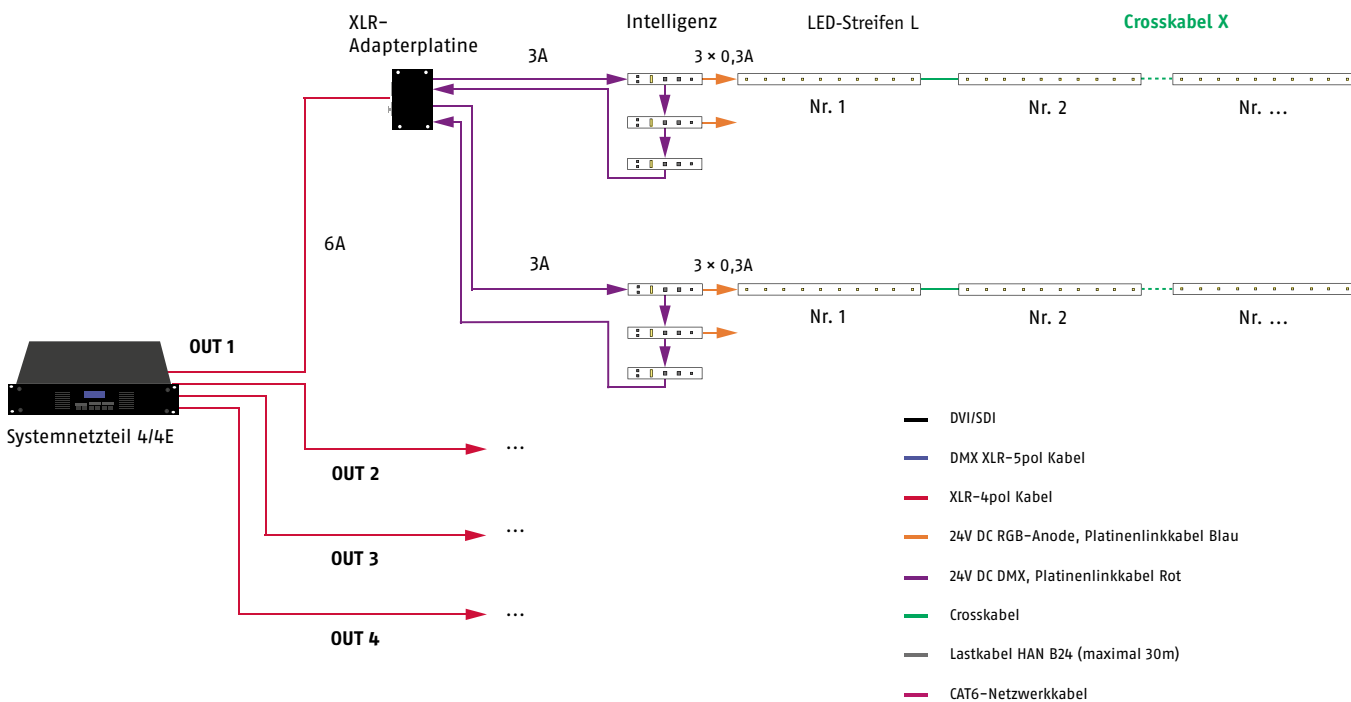 XLR-
Adapterplatine
Intelligenz
LED-Streifen L
Crosskabel X
3A
3 × 0,3A
Nr. 1
Nr. 2
Nr. ...
6A
3A
3 × 0,3A
Nr. 1
Nr. 2
Nr. ...
OUT 1
Systemnetzteil 4/4E
...
OUT 2
...
OUT 3
...
OUT 4
DVI/SDI
DMX XLR-5pol Kabel
XLR-4pol Kabel
24V DC RGB-Anode, Platinenlinkkabel Blau
24V DC DMX, Platinenlinkkabel Rot
Crosskabel
Lastkabel HAN B24 (maximal 30m)
CAT6-Netzwerkkabel